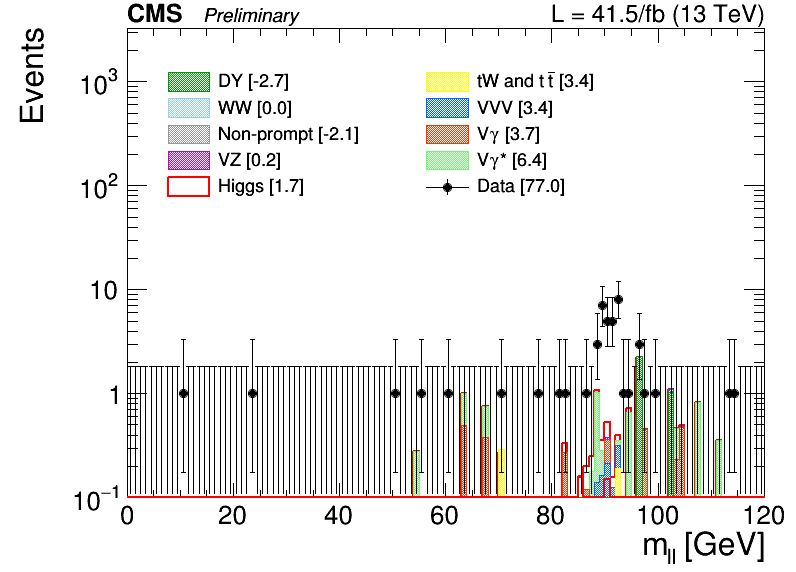 CMS Preliminary L = 41.5/fb (13 TeV)
Events
10³
10²
10
1
10⁻¹
DY [-2.7]
WW [0.0]
Non-prompt [-2.1]
VZ [0.2]
Higgs [1.7]
tW and tt̅ [3.4]
VVV [3.4]
Vγ [3.7]
Vγ* [6.4]
Data [77.0]
0 20 40 60 80 100 120
mll [GeV]